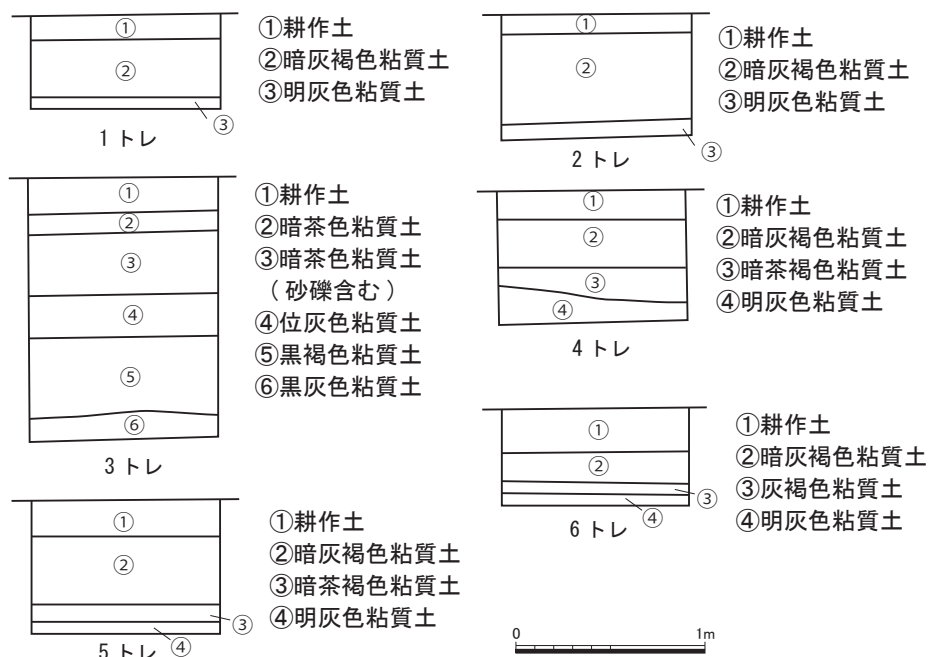 ①
②
③
1 トレ
①耕作土
②暗灰褐色粘質土
③明灰色粘質土
①
②
③
2 トレ
①耕作土
②暗灰褐色粘質土
③明灰色粘質土
①
②
③
④
⑤
⑥
3 トレ
①耕作土
②暗茶色粘質土
③暗茶色粘質土
(砂礫含む)
④位灰色粘質土
⑤黒褐色粘質土
⑥黒灰色粘質土
①
②
③
④
4 トレ
①耕作土
②暗灰褐色粘質土
③暗茶褐色粘質土
④明灰色粘質土
①
②
③
④
5 トレ
①耕作土
②暗灰褐色粘質土
③暗茶褐色粘質土
④明灰色粘質土
①
②
③
④
6 トレ
①耕作土
②暗灰褐色粘質土
③灰褐色粘質土
④明灰色粘質土
0 1m